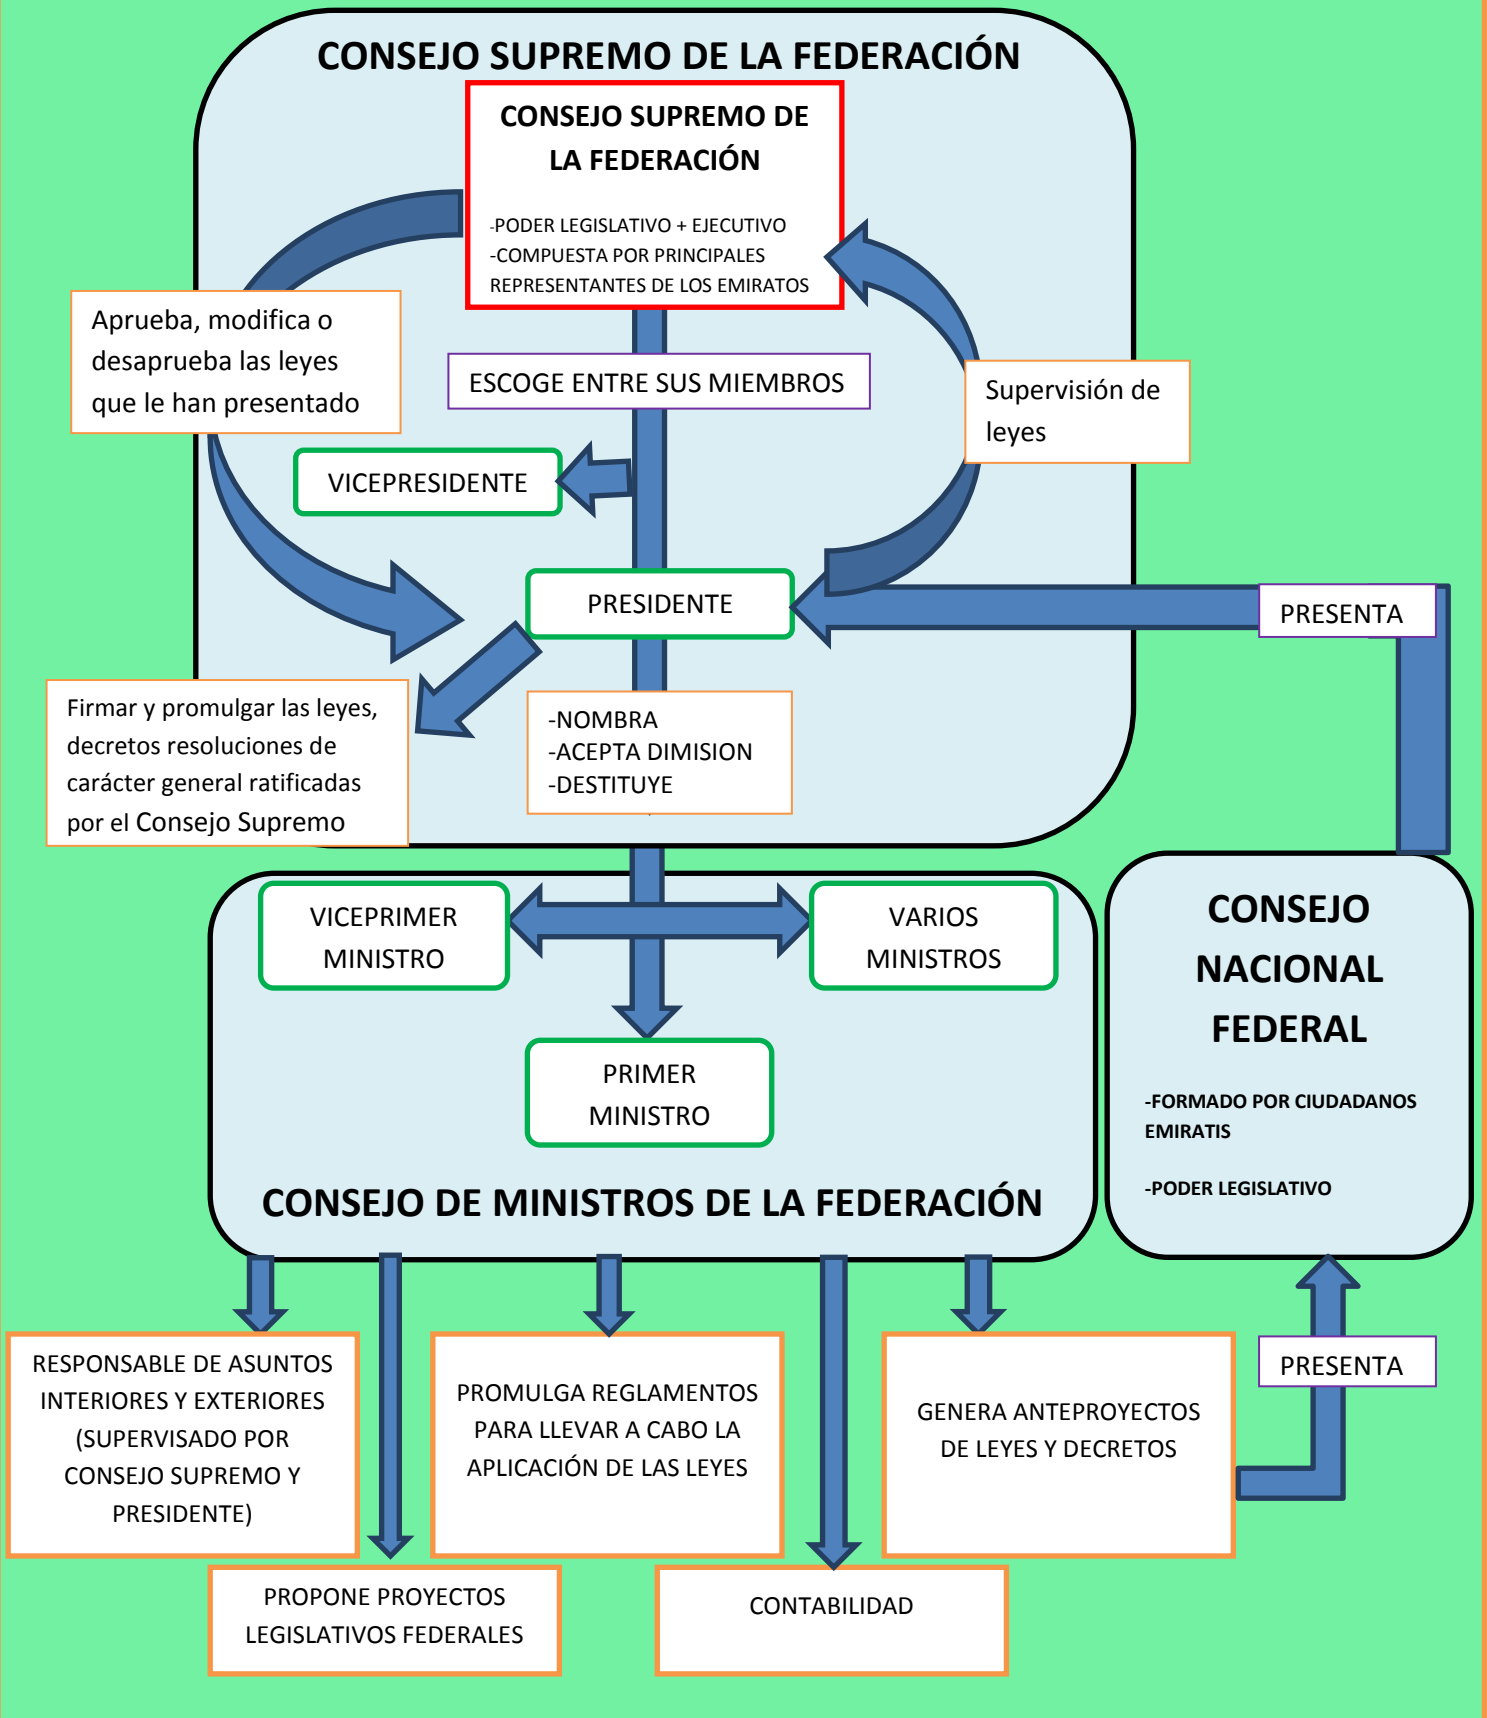 CONSEJO SUPREMO DE LA FEDERACIÓN
CONSEJO SUPREMO DE
LA FEDERACIÓN
-PODER LEGISLATIVO + EJECUTIVO
-COMPUESTA POR PRINCIPALES
REPRESENTANTES DE LOS EMIRATOS
Aprueba, modifica o
desaprueba las leyes
que le han presentado
ESCOGE ENTRE SUS MIEMBROS
Supervisión de
leyes
VICEPRESIDENTE
PRESIDENTE
PRESENTA
Firmar y promulgar las leyes,
decretos resoluciones de
carácter general ratificadas
por el Consejo Supremo
-NOMBRA
-ACEPTA DIMISION
-DESTITUYE
VICEPRIMER
MINISTRO
VARIOS
MINISTROS
PRIMER
MINISTRO
CONSEJO DE MINISTROS DE LA FEDERACIÓN
CONSEJO
NACIONAL
FEDERAL
-FORMADO POR CIUDADANOS
EMIRATIS
-PODER LEGISLATIVO
RESPONSABLE DE ASUNTOS
INTERIORES Y EXTERIORES
(SUPERVISADO POR
CONSEJO SUPREMO Y
PRESIDENTE)
PROMULGA REGLAMENTOS
PARA LLEVAR A CABO LA
APLICACIÓN DE LAS LEYES
GENERA ANTEPROYECTOS
DE LEYES Y DECRETOS
PRESENTA
PROPONE PROYECTOS
LEGISLATIVOS FEDERALES
CONTABILIDAD